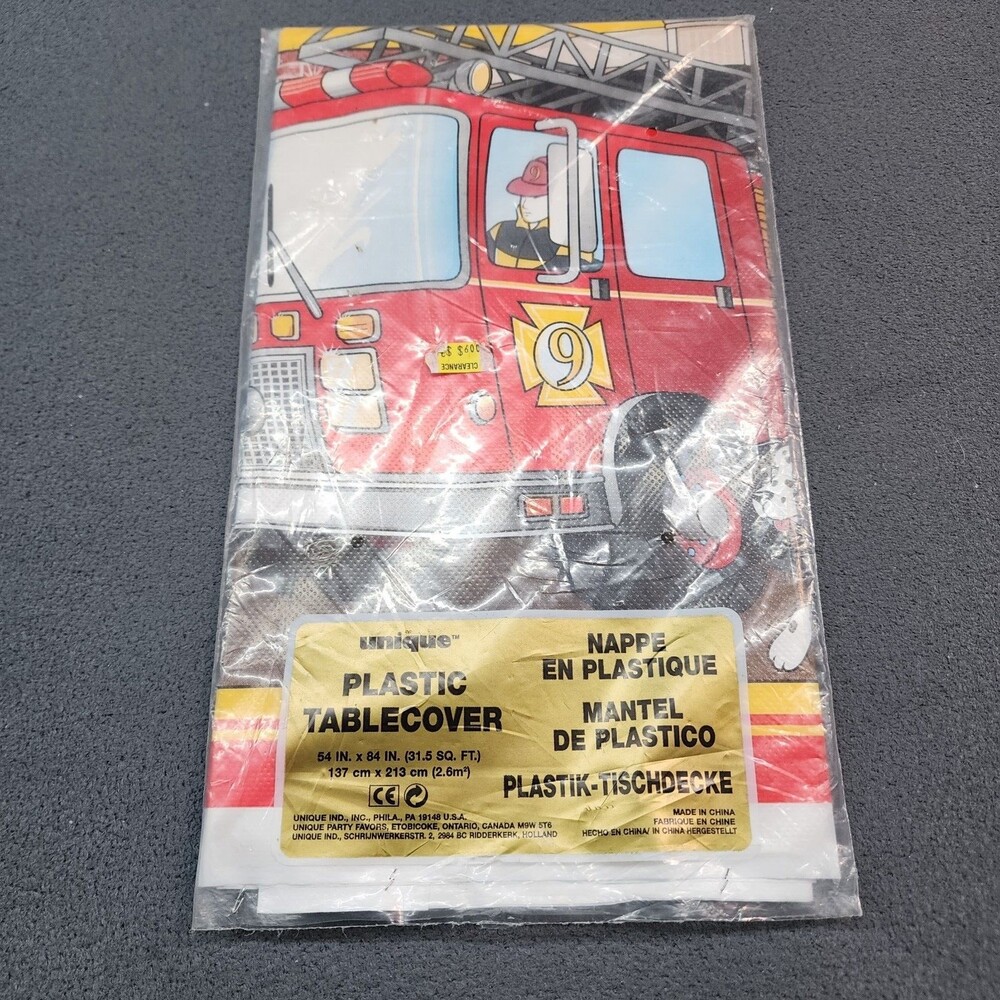 9
9
CLEARANCE
unique™
PLASTIC
TABLECOVER
54 IN. x 84 IN. (31.5 SQ. FT.)
137 cm x 213 cm (2.6m²)
CE
UNIQUE IND., INC., PHILA., PA 19148 U.S.A.
UNIQUE PARTY FAVORS, ETOBICOKE, ONTARIO, CANADA M9W 5T6
UNIQUE IND., SCHRIJNWERKERSTR. 2, 2984 BC RIDDERKERK, HOLLAND
NAPPE
EN PLASTIQUE
MANTEL
DE PLASTICO
PLASTIK-TISCHDECKE
MADE IN CHINA
FABRIQUE EN CHINE
HECHO EN CHINA/ IN CHINA HERGESTELLT